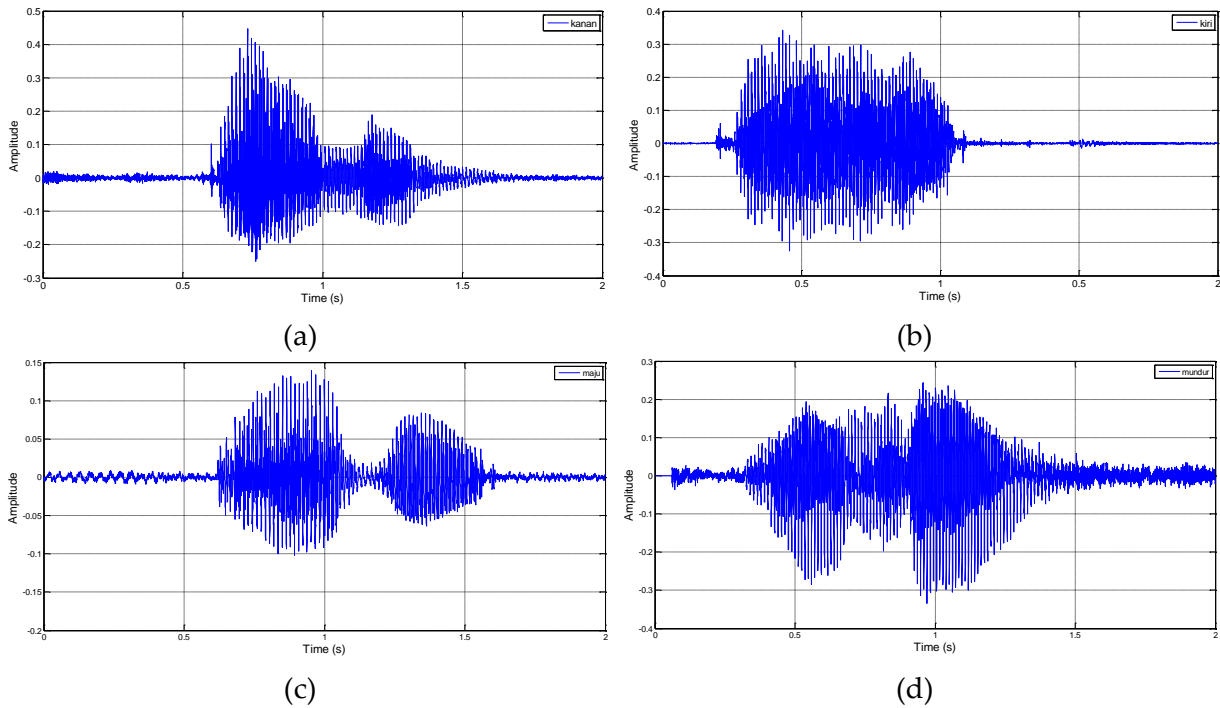 kanan
Amplitude
0.5
0.4
0.3
0.2
0.1
0
-0.1
-0.2
-0.3
0 0.5 1 1.5 2
Time (s)
(a)
kiri
Amplitude
0.4
0.3
0.2
0.1
0
-0.1
-0.2
-0.3
-0.4
0 0.5 1 0.5 2
Time (s)
(b)
maju
Amplitude
0.15
0.1
0.05
0
-0.05
-0.1
-0.15
-0.2
0 0.5 1 1.5 2
Time (s)
(c)
mundur
Amplitude
0.3
0.2
0.1
0
-0.1
-0.2
-0.3
-0.4
0 0.5 1 1.5 2
Time (s)
(d)